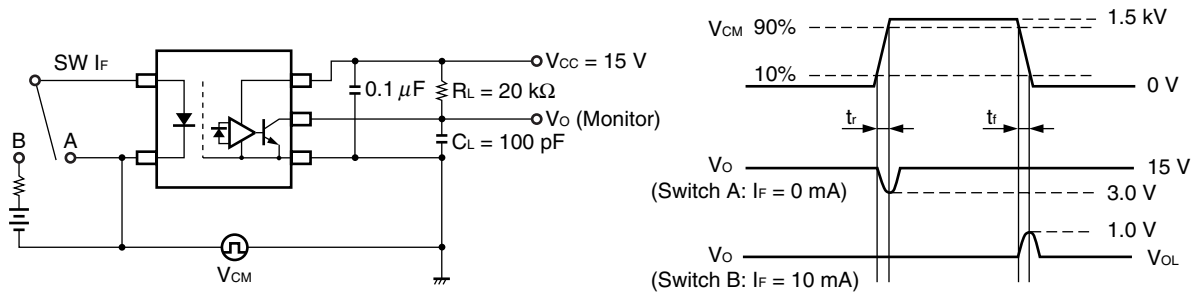 SW IF
B
A
VCM
0.1 μF
VCC = 15 V
RL = 20 kΩ
VO (Monitor)
CL = 100 pF
VCM 90%
10%
1.5 kV
0 V
tr
tf
VO
(Switch A: IF = 0 mA)
15 V
3.0 V
1.0 V
VO
(Switch B: IF = 10 mA)
VOL